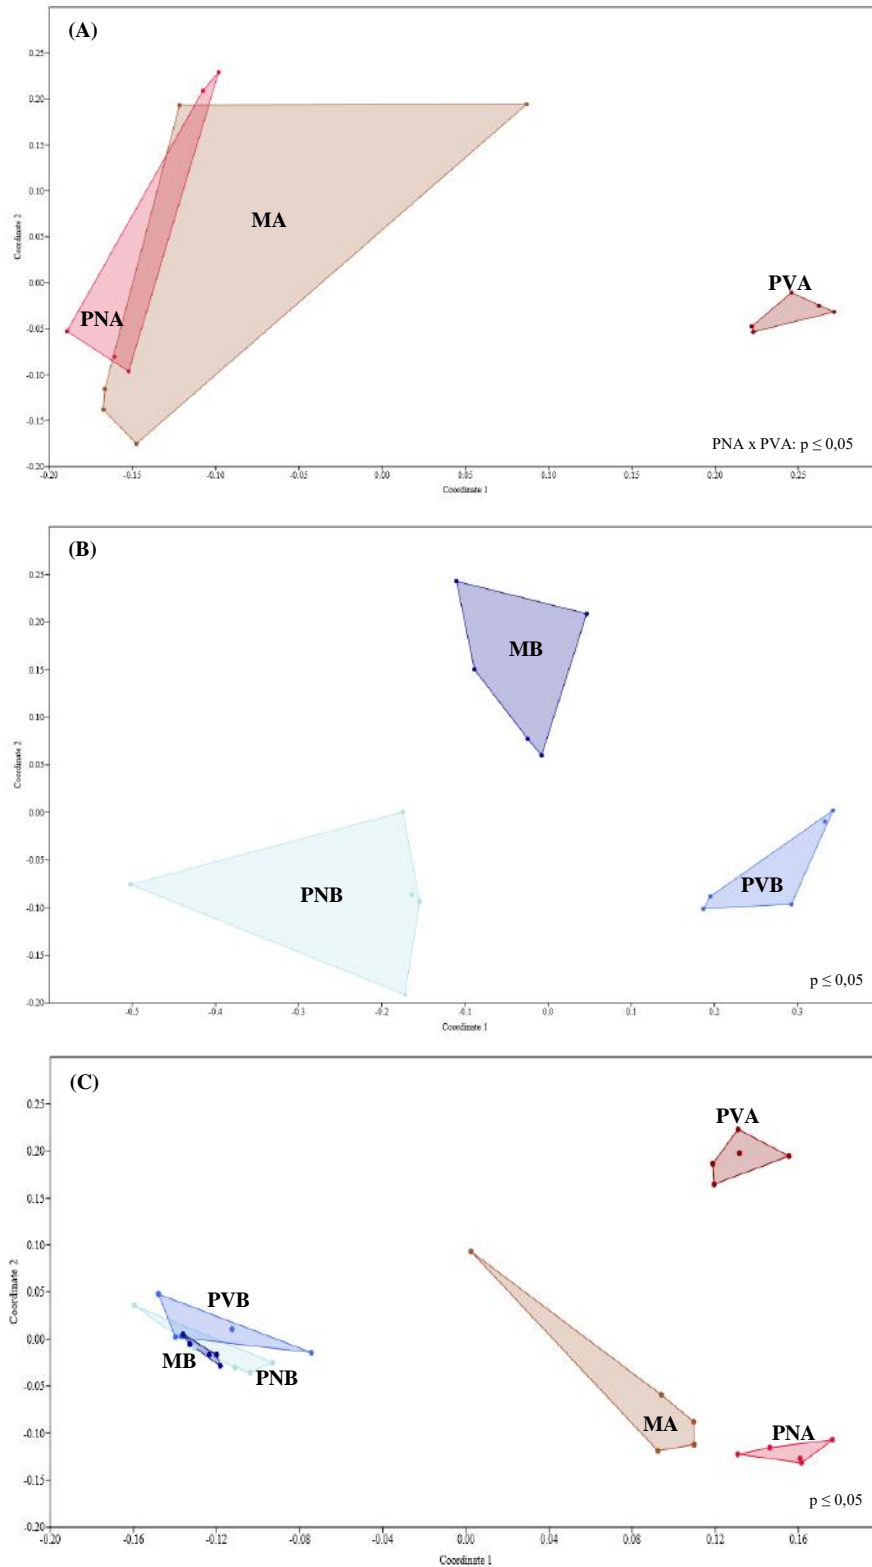 (A)
0.25
0.20
0.15
0.10
MA
0.05
Coordinate 2
0.00
PVA
-0.05
PNA
-0.10
-0.15
PNA x PVA: p ≤ 0,05
-0.20
-0.20 -0.15 -0.10 -0.05 0.00 0.05 0.10 0.15 0.20 0.25
Coordinate 1
(B)
0.25
0.20
MB
0.15
0.10
0.05
Coordinate 2
0.00
-0.05
PNB PVB
-0.10
-0.15
p ≤ 0,05
-0.20
-0.5 -0.4 -0.3 -0.2 -0.1 0.0 0.1 0.2 0.3
Coordinate 1
(C)
PVA
0.25
0.20
0.15
0.10
Coordinate 2
0.05
PVB
0.00
MB
PNB
-0.05
MA PNA
-0.10
-0.15
p ≤ 0,05
-0.20
-0.20 -0.16 -0.12 -0.08 -0.04 0.00 0.04 0.08 0.12 0.16
Coordinate 1